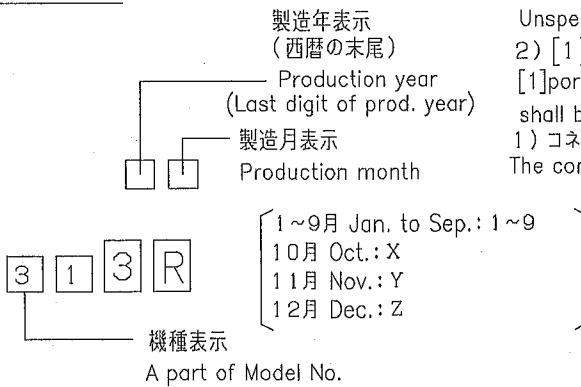 製造年表示
(西暦の末尾)
Production year
(Last digit of prod. year)
製造月表示
Production month
1~9月 Jan. to Sep.: 1~9
10月 Oct.: X
11月 Nov.: Y
12月 Dec.: Z
3 1 3 R
機種表示
A part of Model No.
Unspe
2) [1]
[1]por
shall b
1) コネ
The cor